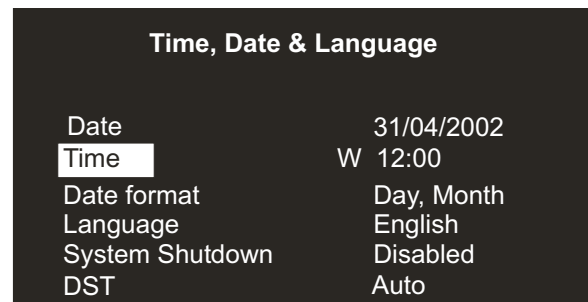 Time, Date & Language
Date 31/04/2002
Time W 12:00
Date format Day, Month
Language English
System Shutdown Disabled
DST Auto